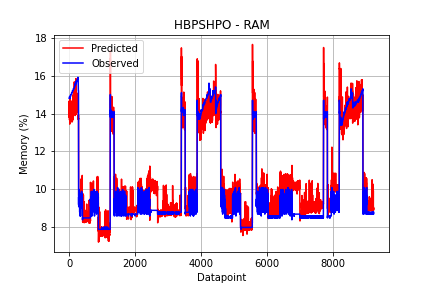 HBPSHPO - RAM
18
16
14
12
10
8
Memory (%)
Predicted
Observed
0
2000
4000
6000
8000
Datapoint